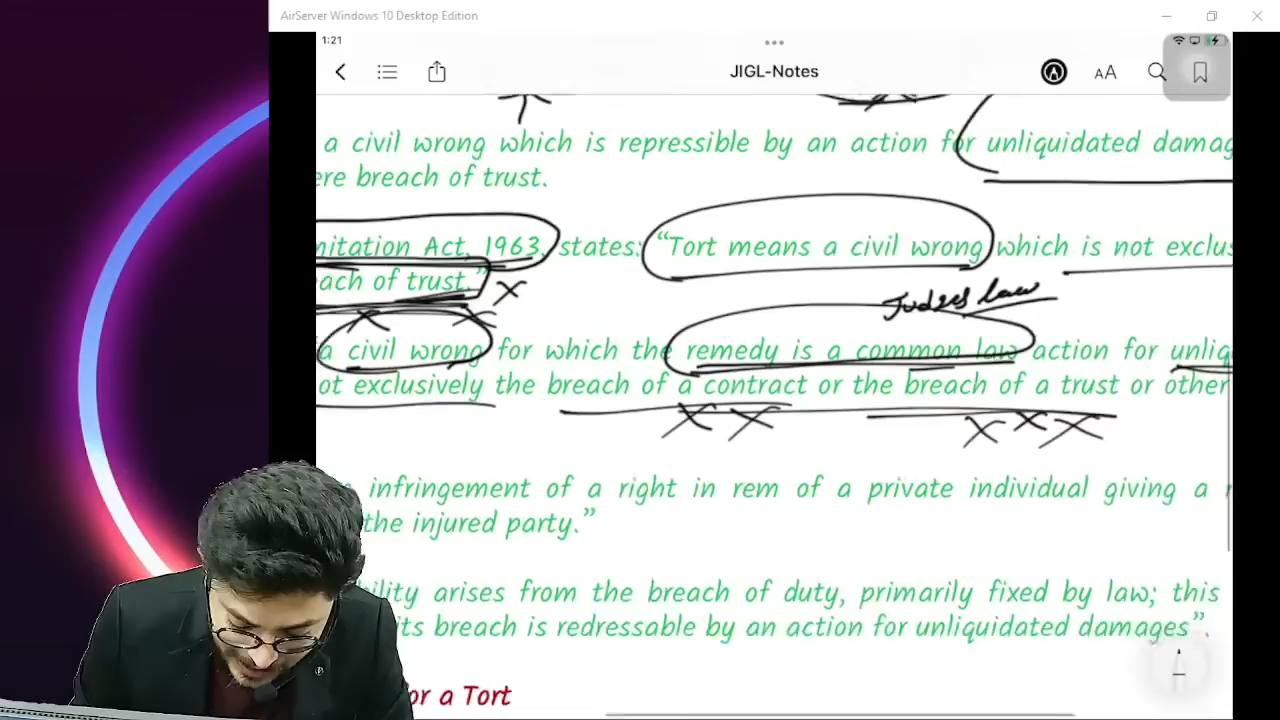 AirServer Windows 10 Desktop Edition
1:21
JIGL-Notes
AA
a civil wrong which is repressible by an action for unliquidated damag
ere breach of trust.
mitation Act, 1963, states: “Tort means a civil wrong which is not exclus
each of trust.”
Judges law
a civil wrong for which the remedy is a common law action for unliq
ot exclusively the breach of a contract or the breach of a trust or other
infringement of a right in rem of a private individual giving a
the injured party.”
bility arises from the breach of duty, primarily fixed by law; this
its breach is redressable by an action for unliquidated damages”.
or a Tort